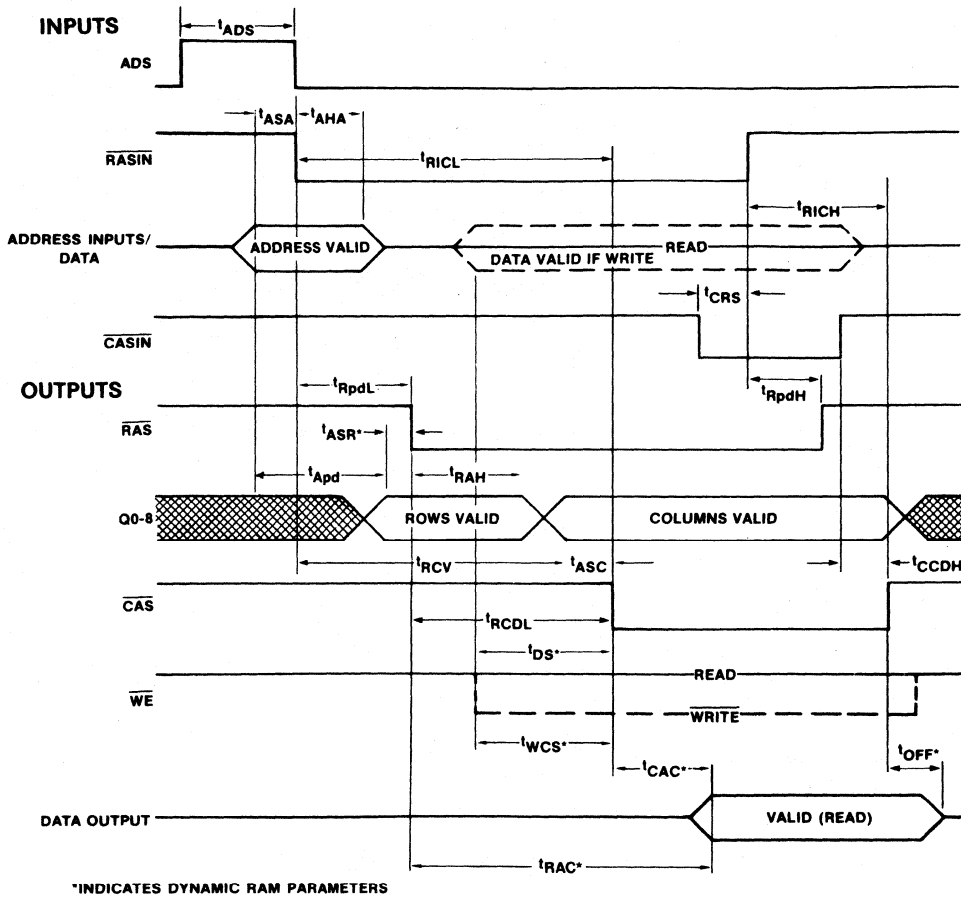 INPUTS
tADS
ADS
tASA
tAHA
RASIN
tRICL
tRICH
ADDRESS INPUTS/
DATA
ADDRESS VALID
READ
DATA VALID IF WRITE
tCRS
CASIN
OUTPUTS
tRpdL
tRpdH
RAS
tASR*
tApd
tRAH
Q0-8
ROWS VALID
COLUMNS VALID
tRCV
tASC
tCCDH
CAS
tRCDL
tDS*
WE
READ
WRITE
tWCS*
tCAC*
tOFF*
DATA OUTPUT
VALID (READ)
tRAC*
*INDICATES DYNAMIC RAM PARAMETERS